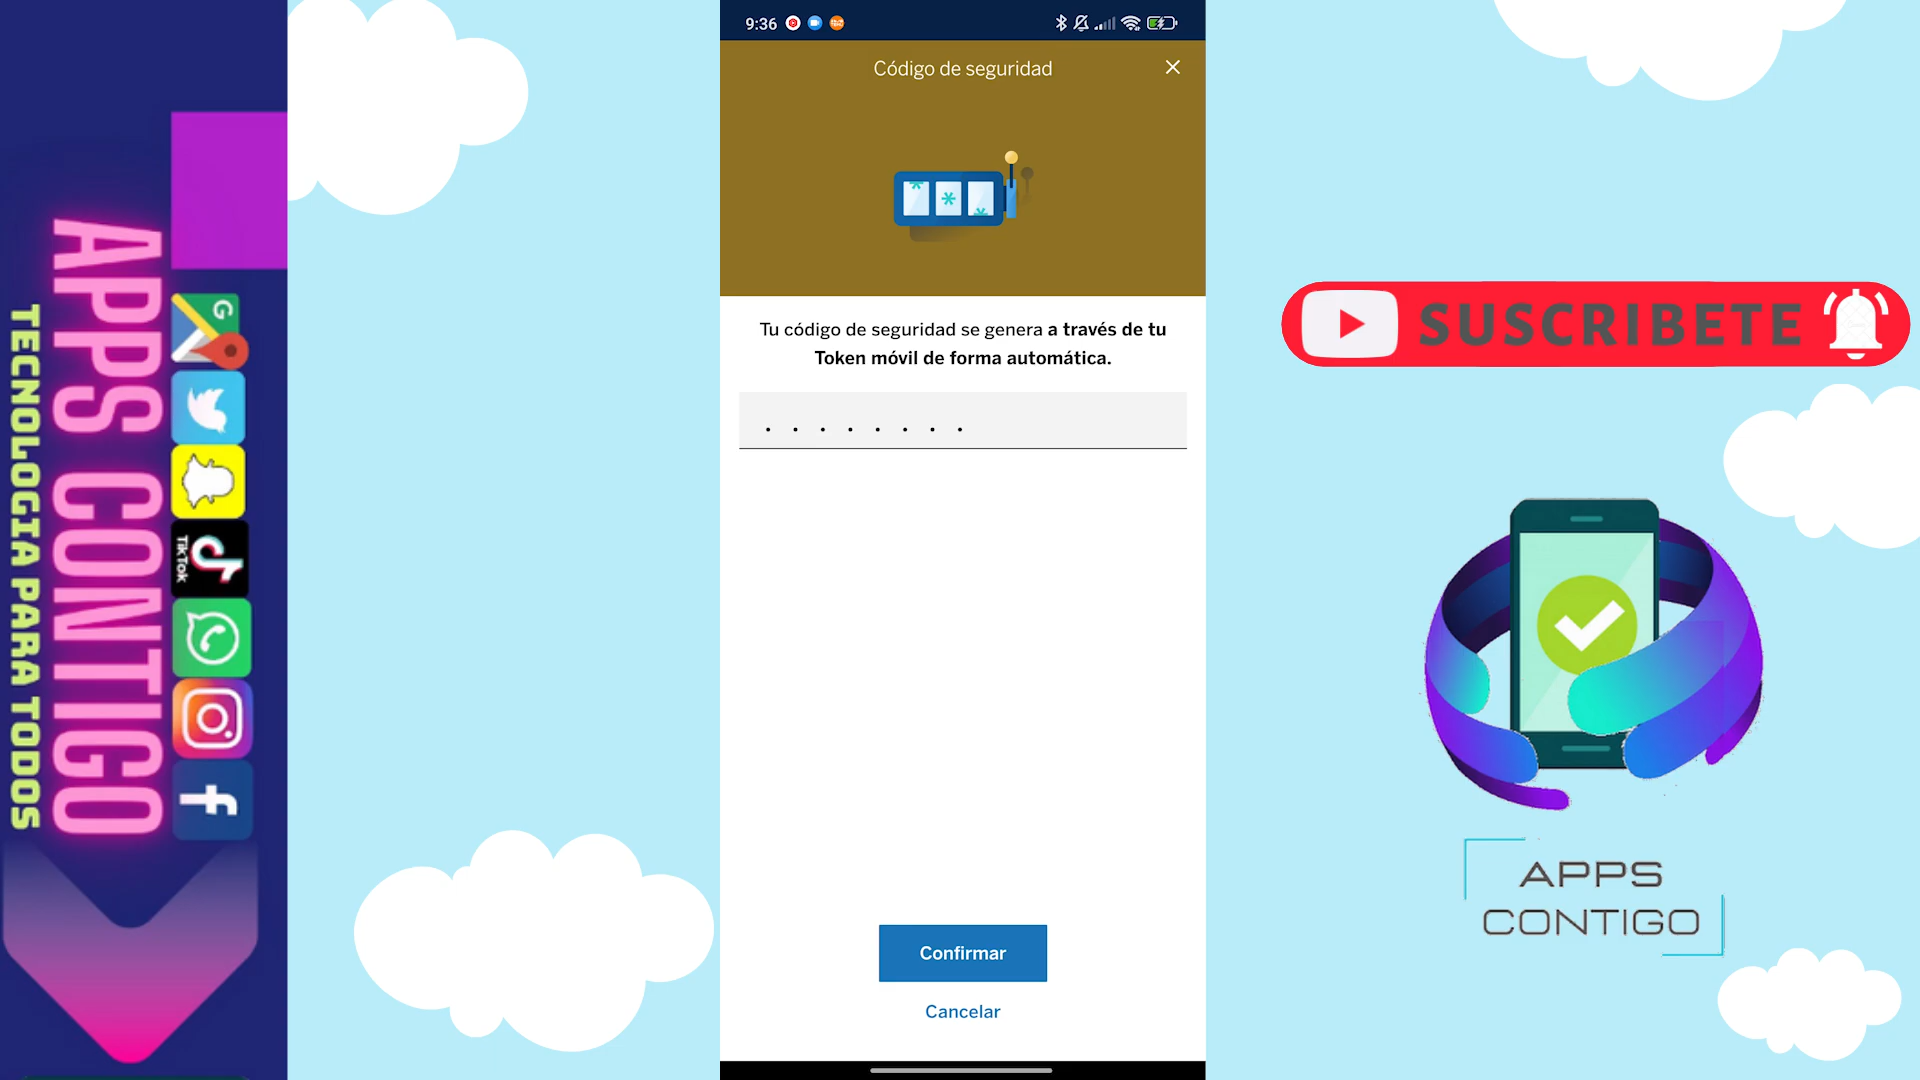 APPS CONTIGO
TECNOLOGIA PARA TODOS
G
TikTok
9:36
Código de seguridad
Tu código de seguridad se genera a través de tu
Token móvil de forma automática.
Confirmar
Cancelar
SUSCRIBETE
APPS
CONTIGO